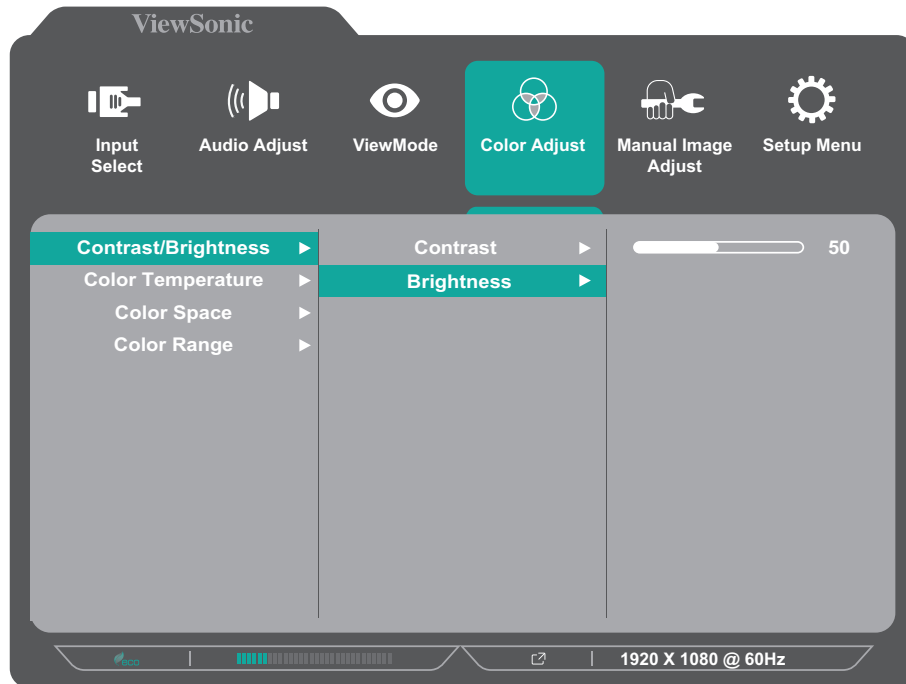 ViewSonic
Input
Select
Audio Adjust
ViewMode
Color Adjust
Manual Image
Adjust
Setup Menu
Contrast/Brightness
Color Temperature
Color Space
Color Range
Contrast
Brightness
50
eco
1920 X 1080 @ 60Hz